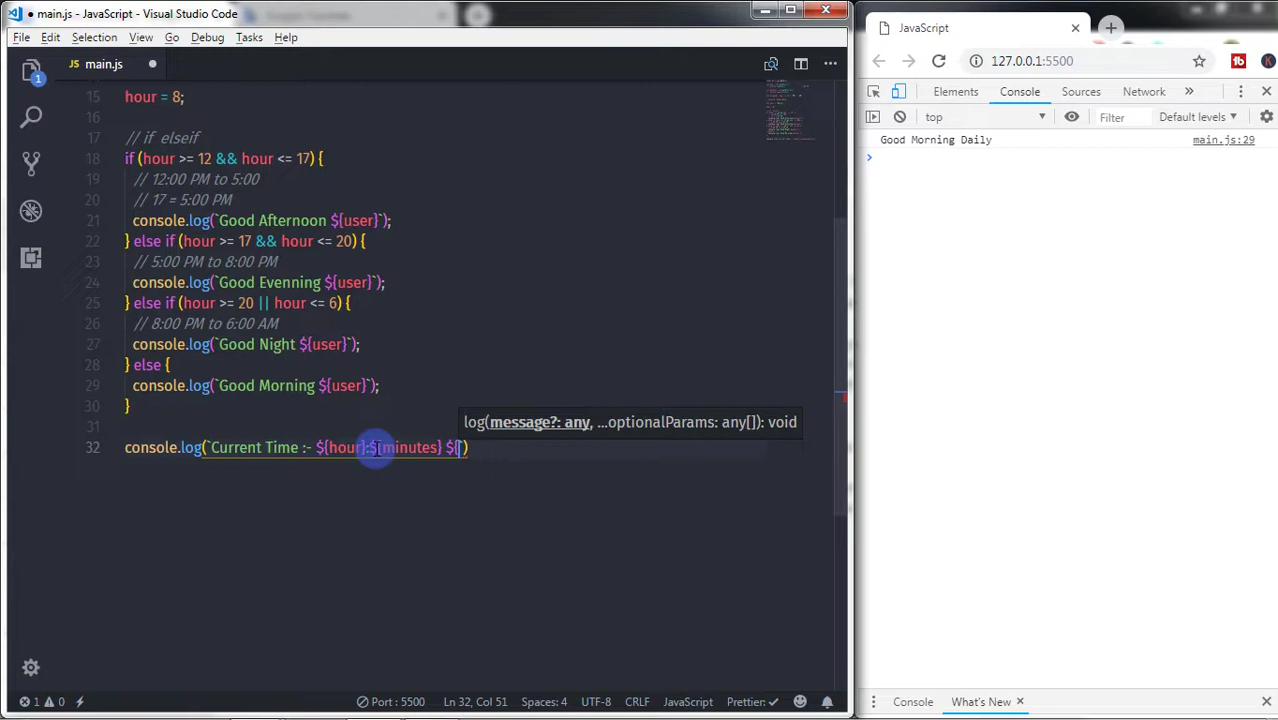 ● main.js - Visual Studio Code
File Edit Selection View Go Debug Tasks Help
JS main.js ●
15 hour = 8;
16
17 // if elseif
18 if (hour >= 12 && hour <= 17) {
19 // 12:00 PM to 5:00
20 // 17 = 5:00 PM
21 console.log(`Good Afternoon ${user}`);
22 } else if (hour >= 17 && hour <= 20) {
23 // 5:00 PM to 8:00 PM
24 console.log(`Good Evenning ${user}`);
25 } else if (hour >= 20 || hour <= 6) {
26 // 8:00 PM to 6:00 AM
27 console.log(`Good Night ${user}`);
28 } else {
29 console.log(`Good Morning ${user}`);
30 }
31
log(message?: any, ...optionalParams: any[]): void
32 console.log(`Current Time :- ${hour}:${minutes} ${`)
1
1 0 Port : 5500 Ln 32, Col 51 Spaces: 4 UTF-8 CRLF JavaScript Prettier: ✓
JavaScript
127.0.0.1:5500
K
Elements Console Sources Network »
top Filter Default levels
Good Morning Daily main.js:29
>
Console What's New